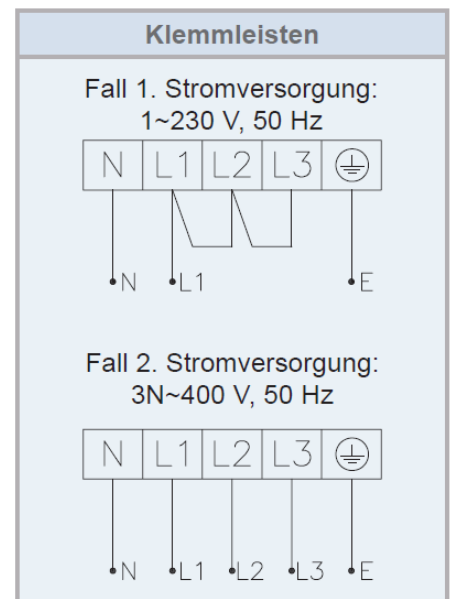 Klemmleisten
Fall 1. Stromversorgung:
1~230 V, 50 Hz
N L1 L2 L3
N L1 E
Fall 2. Stromversorgung:
3N~400 V, 50 Hz
N L1 L2 L3
N L1 L2 L3 E